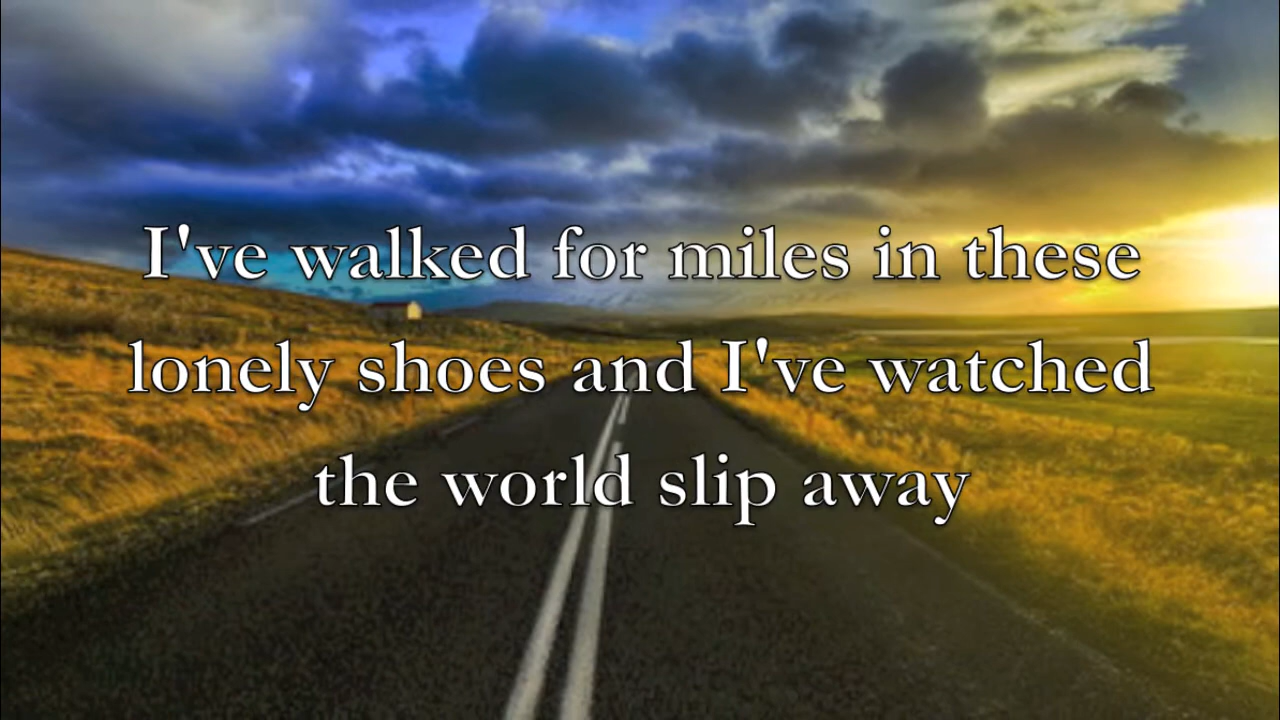 I've walked for miles in these
lonely shoes and I've watched
the world slip away